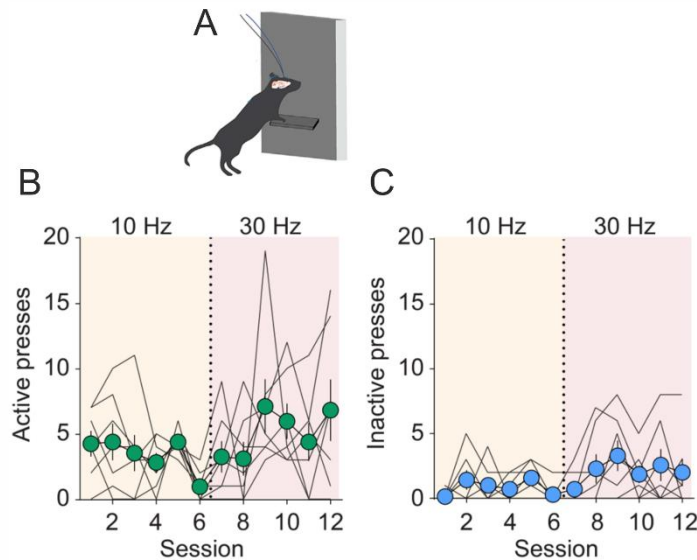 A
B
10 Hz 30 Hz
20
15
10
5
0
Active presses
2 4 6 8 10 12
Session
C
10 Hz 30 Hz
20
15
10
5
0
Inactive presses
2 4 6 8 10 12
Session